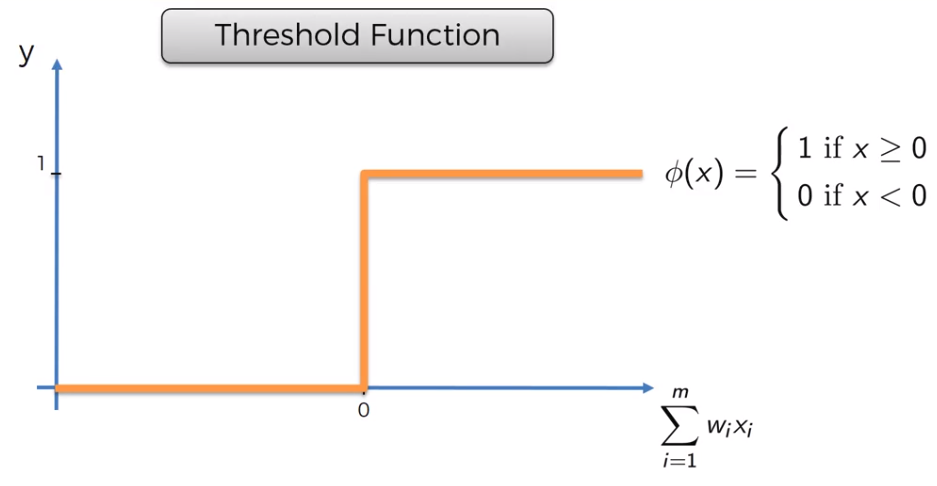 Threshold Function
y
1
ϕ(x) = { 1 if x ≥ 0
0 if x < 0
0
m
∑ wᵢxᵢ
i=1